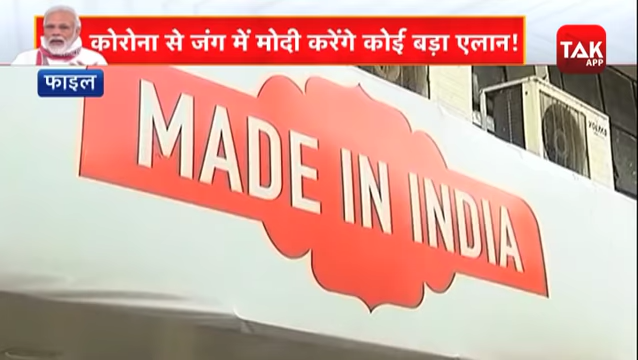 कोरोना से जंग में मोदी करेंगे कोई बड़ा एलान!
TAK
APP
फाइल
MADE IN INDIA